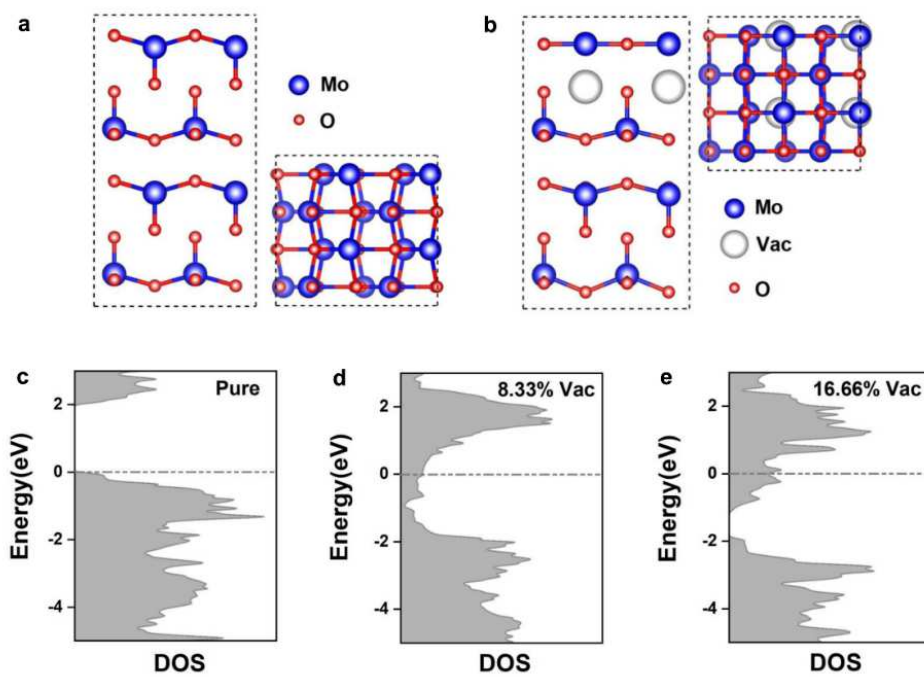 a
Mo
O
b
Mo
Vac
O
c
Pure
2
0
-2
-4
Energy(eV)
DOS
d
8.33% Vac
2
0
-2
-4
Energy(eV)
DOS
e
16.66% Vac
2
0
-2
-4
Energy(eV)
DOS